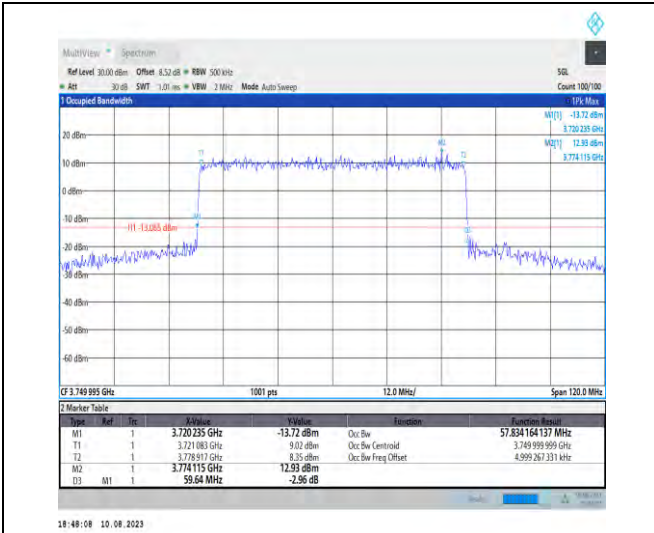 MultiView Spectrum
Ref Level 30.00 dBm Offset 8.52 dB RBW 500 kHz SGL
Att 30 dB SWT 1.01 ms VBW 2 MHz Mode Auto Sweep Count 100/100
1 Occupied Bandwidth 1Pk Max
M1[1] -13.72 dBm
3.720 235 GHz
M2[1] 12.93 dBm
3.774 115 GHz
20 dBm
M2
T1 T2
10 dBm
0 dBm
-10 dBm
M1
H1 -13.085 dBm
-20 dBm
-30 dBm
-40 dBm
-50 dBm
-60 dBm
CF 3.749 995 GHz 1001 pts 12.0 MHz/ Span 120.0 MHz
2 Marker Table
Type Ref Trc X-Value Y-Value Function Function Result
M1 1 3.720 235 GHz -13.72 dBm Occ Bw 57.834 164 137 MHz
T1 1 3.721 083 GHz 9.02 dBm Occ Bw Centroid 3.749 999 999 GHz
T2 1 3.778 917 GHz 8.35 dBm Occ Bw Freq Offset 4.999 267 331 kHz
M2 1 3.774 115 GHz 12.93 dBm
D3 M1 1 59.64 MHz -2.96 dB
18:48:08 10.08.2023